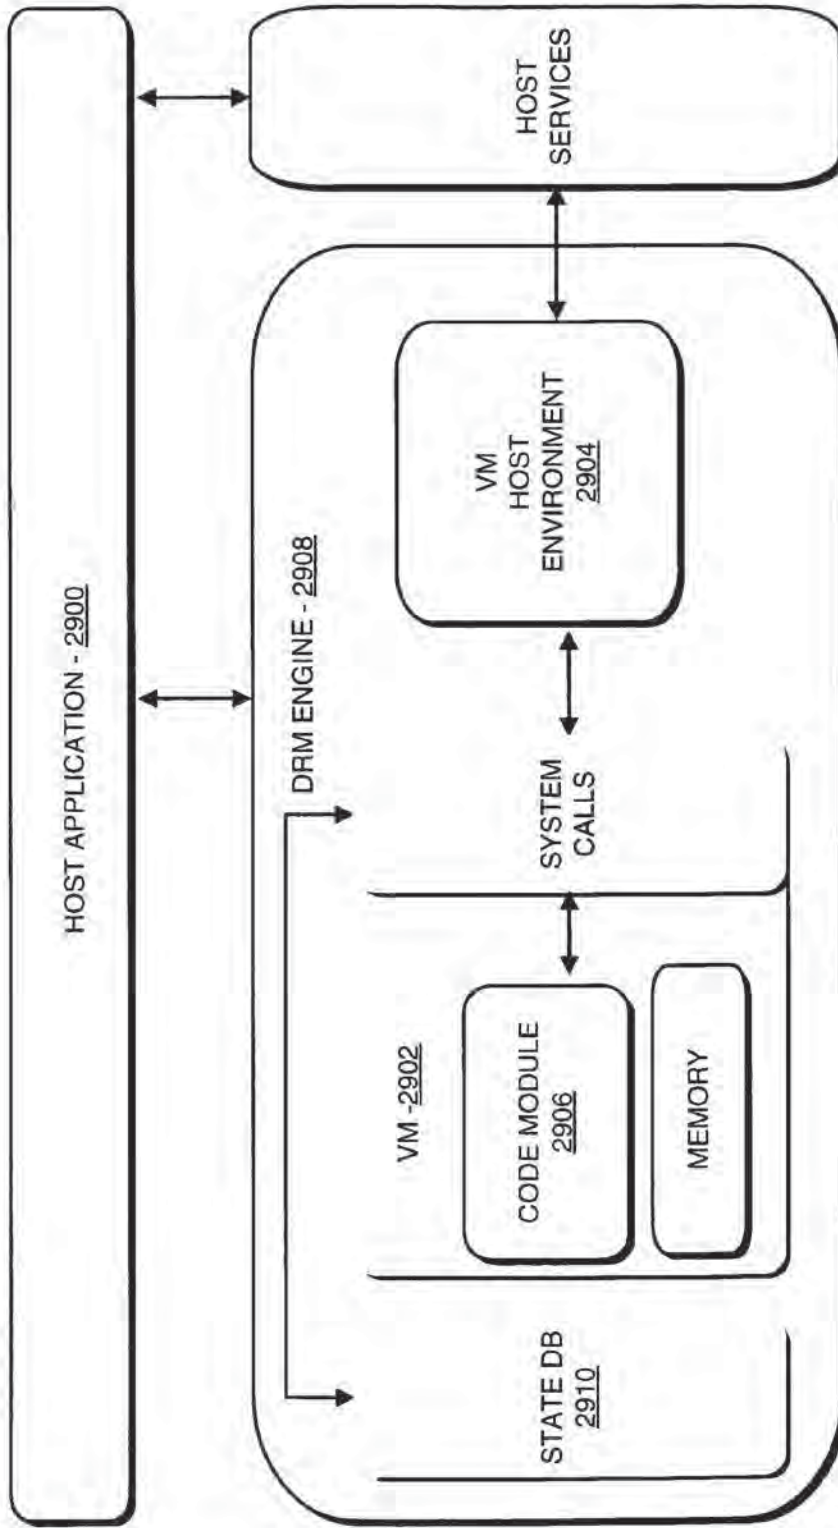 HOST APPLICATION - 2900
DRM ENGINE - 2908
STATE DB
2910
VM -2902
CODE MODULE
2906
MEMORY
SYSTEM
CALLS
VM
HOST
ENVIRONMENT
2904
HOST
SERVICES